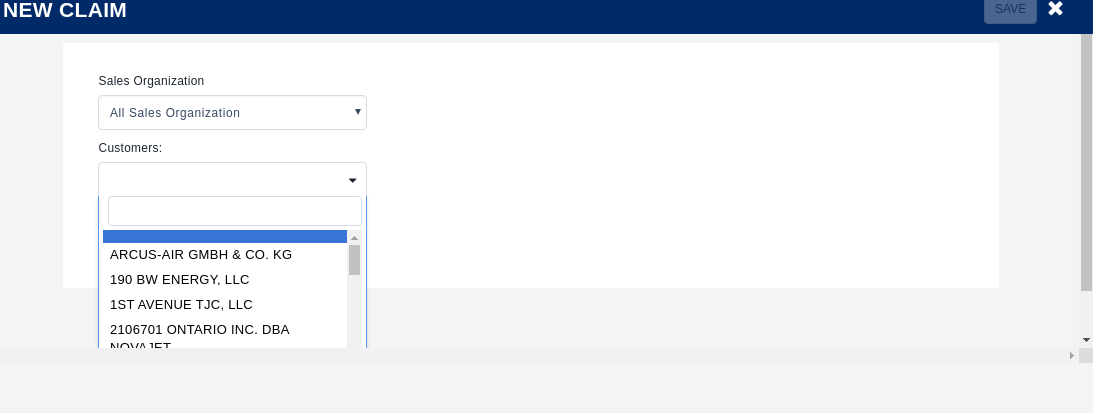 NEW CLAIM
SAVE
Sales Organization
All Sales Organization
Customers:
ARCUS-AIR GMBH & CO. KG
190 BW ENERGY, LLC
1ST AVENUE TJC, LLC
2106701 ONTARIO INC. DBA
NOVAJET